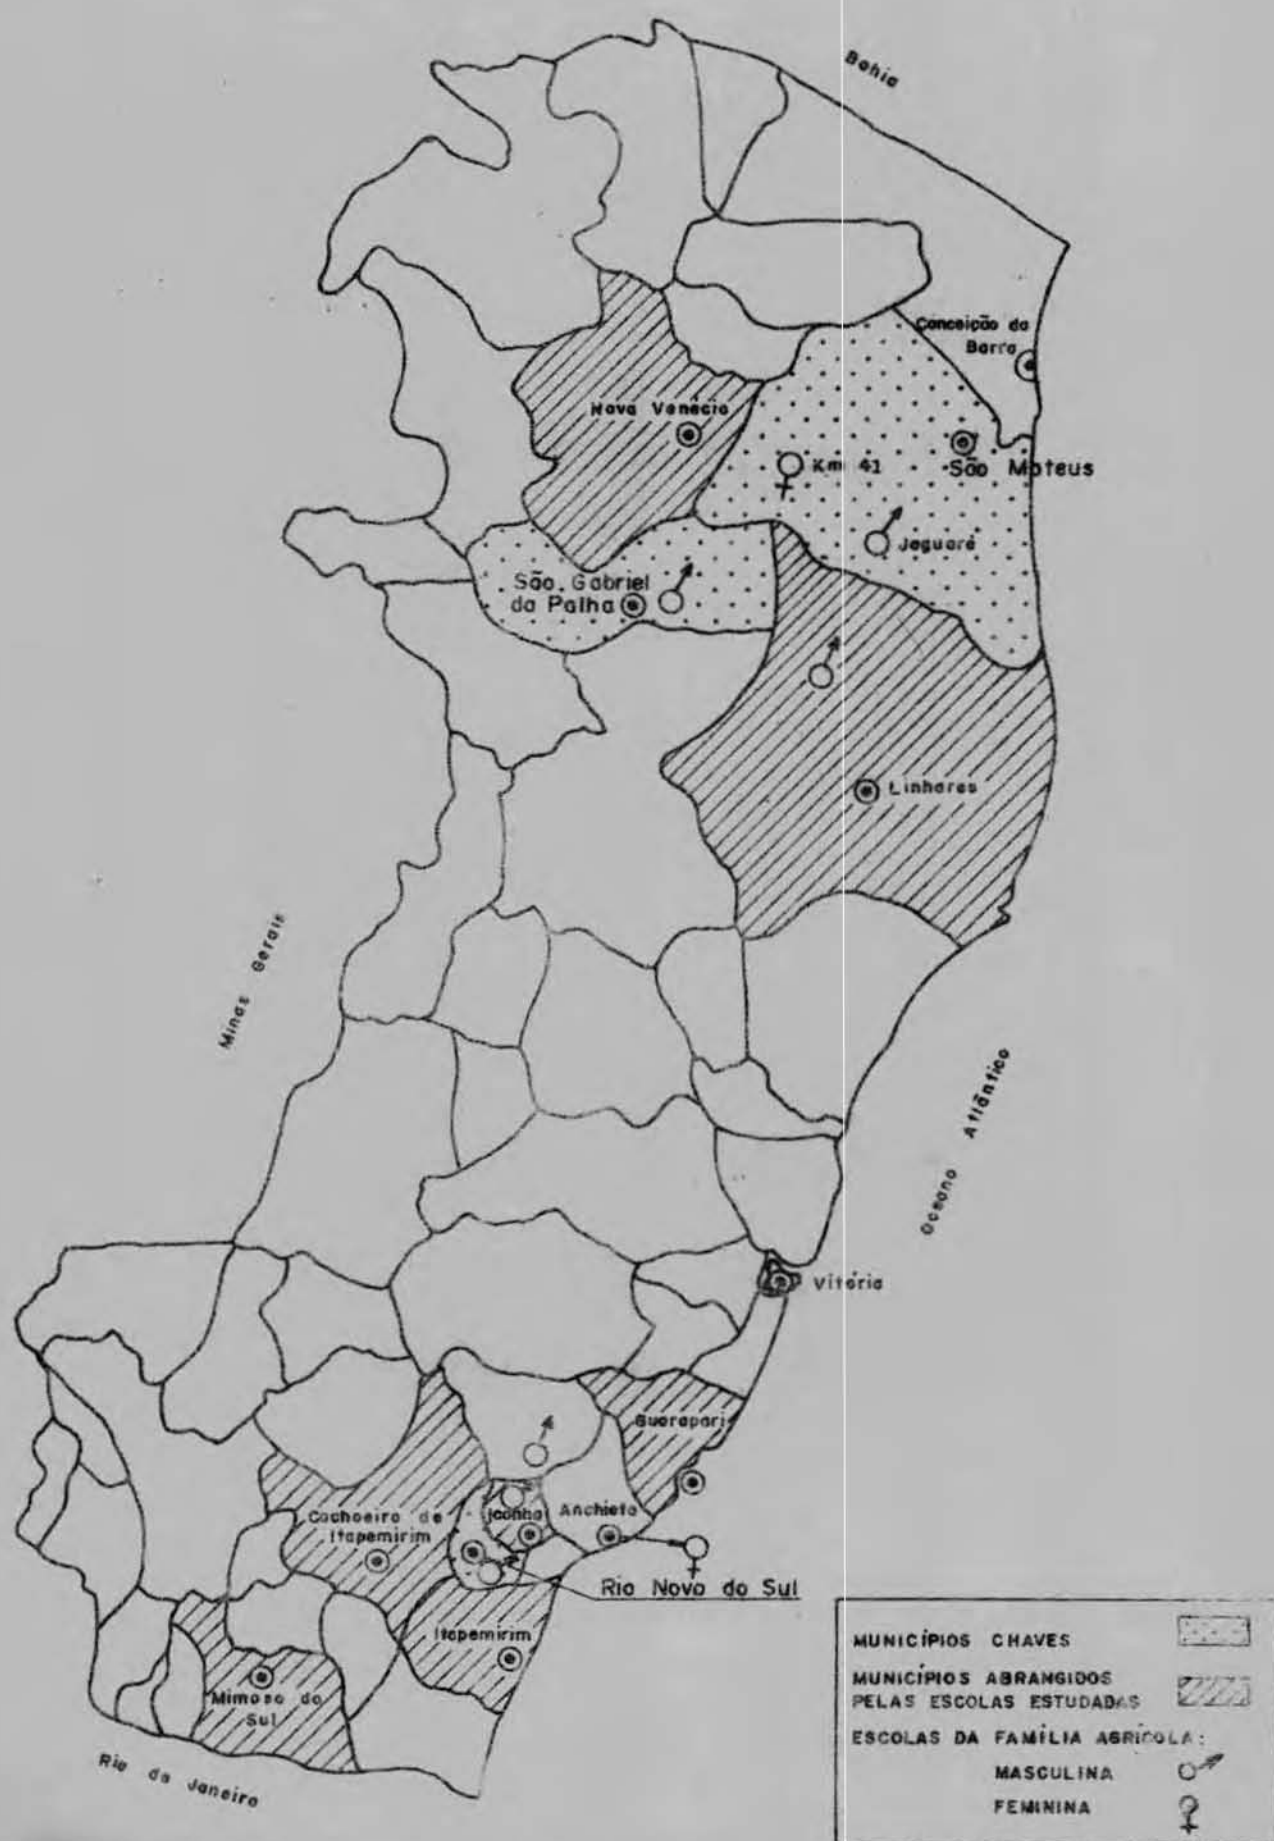 Bahia
Conceição da
Barra
Nova Venécia
Km 41
São Mateus
Jaguaré
São Gabriel
da Palha
Linhares
Minas Gerais
Oceano Atlântico
Vitória
Guarapari
Cachoeiro de
Itapemirim
Iconha
Anchieta
Rio Novo do Sul
Itapemirim
Mimoso do
Sul
Rio de Janeiro
MUNICÍPIOS CHAVES
MUNICÍPIOS ABRANGIDOS
PELAS ESCOLAS ESTUDADAS
ESCOLAS DA FAMÍLIA AGRÍCOLA:
MASCULINA
FEMININA